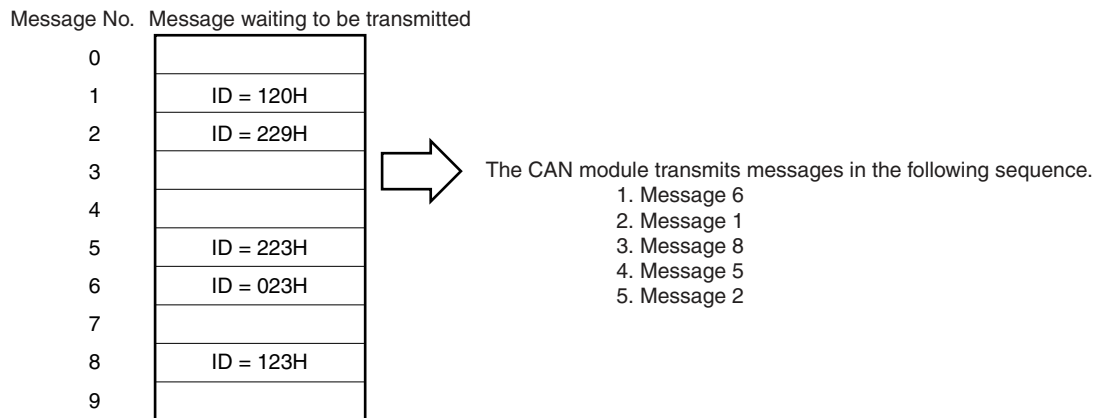 Message No. Message waiting to be transmitted
0
1 ID = 120H
2 ID = 229H
3
4
5 ID = 223H
6 ID = 023H
7
8 ID = 123H
9
The CAN module transmits messages in the following sequence.
1. Message 6
2. Message 1
3. Message 8
4. Message 5
5. Message 2